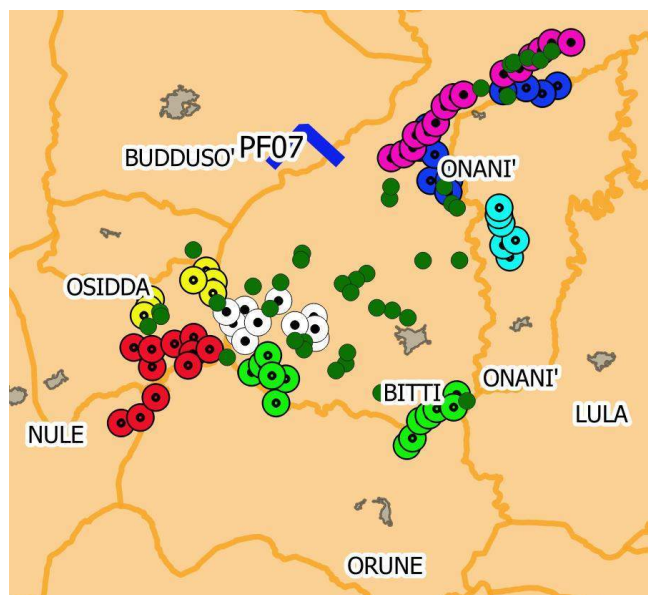 BUDDUSO' PF07
ONANI'
OSIDDA
BITTI
ONANI'
LULA
NULE
ORUNE